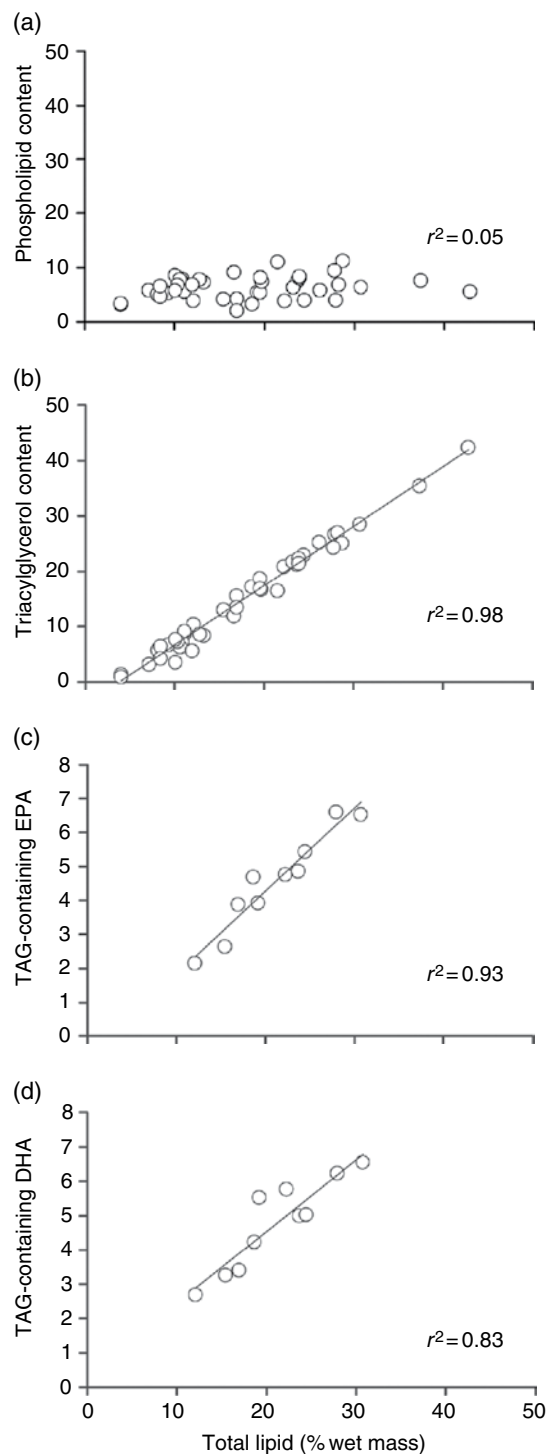 (a)
50
40
30
20
10
0
Phospholipid content
r²=0.05
(b)
50
40
30
20
10
0
Triacylglycerol content
r²=0.98
(c)
8
7
6
5
4
3
2
1
0
TAG-containing EPA
r²=0.93
(d)
8
7
6
5
4
3
2
1
0
TAG-containing DHA
r²=0.83
0 10 20 30 40 50
Total lipid (% wet mass)